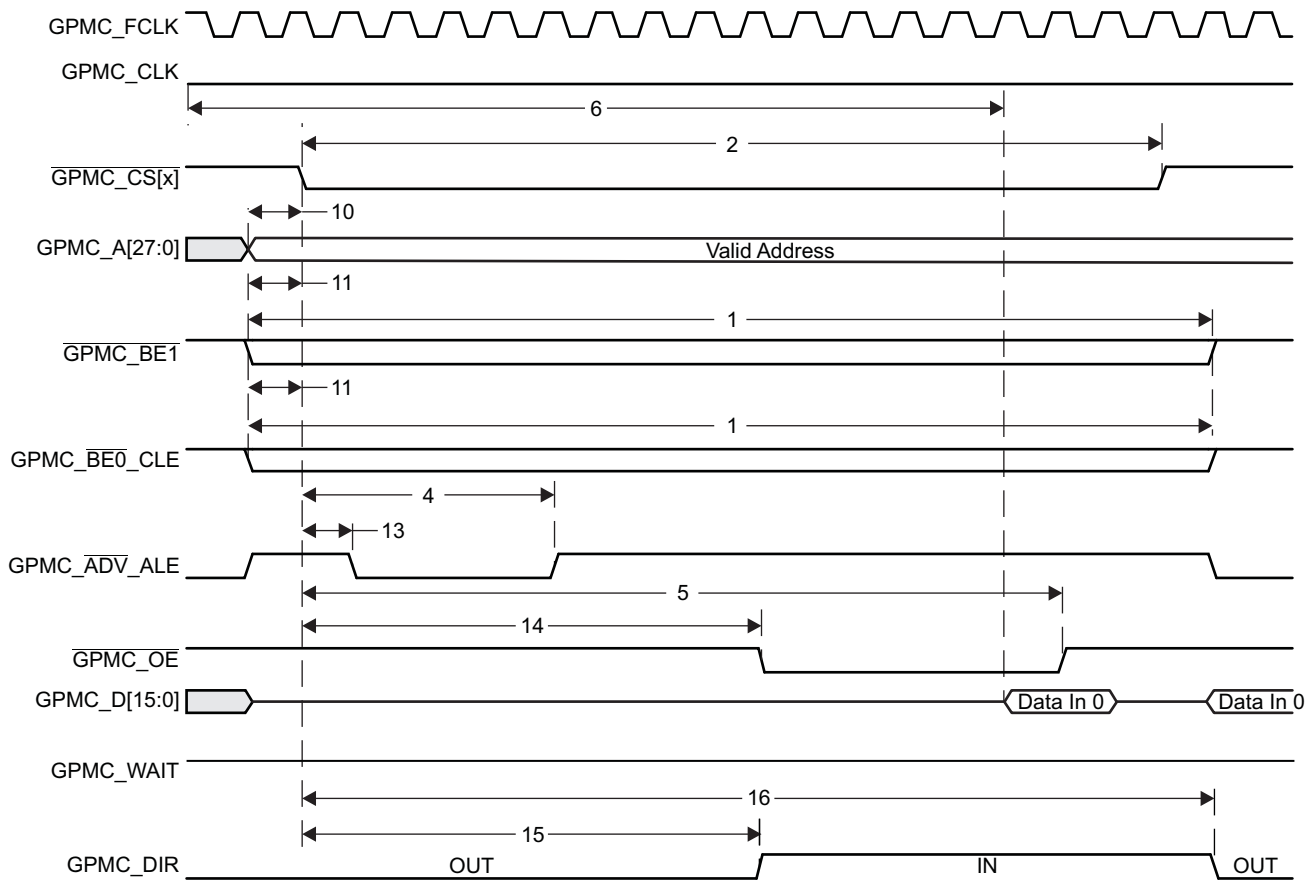 GPMC_FCLK
GPMC_CLK
6
2
GPMC_CS[x]
10
GPMC_A[27:0]
Valid Address
11
1
GPMC_BE1
11
1
GPMC_BE0_CLE
4
13
GPMC_ADV_ALE
5
14
GPMC_OE
GPMC_D[15:0]
Data In 0
Data In 0
GPMC_WAIT
16
15
GPMC_DIR
OUT
IN
OUT